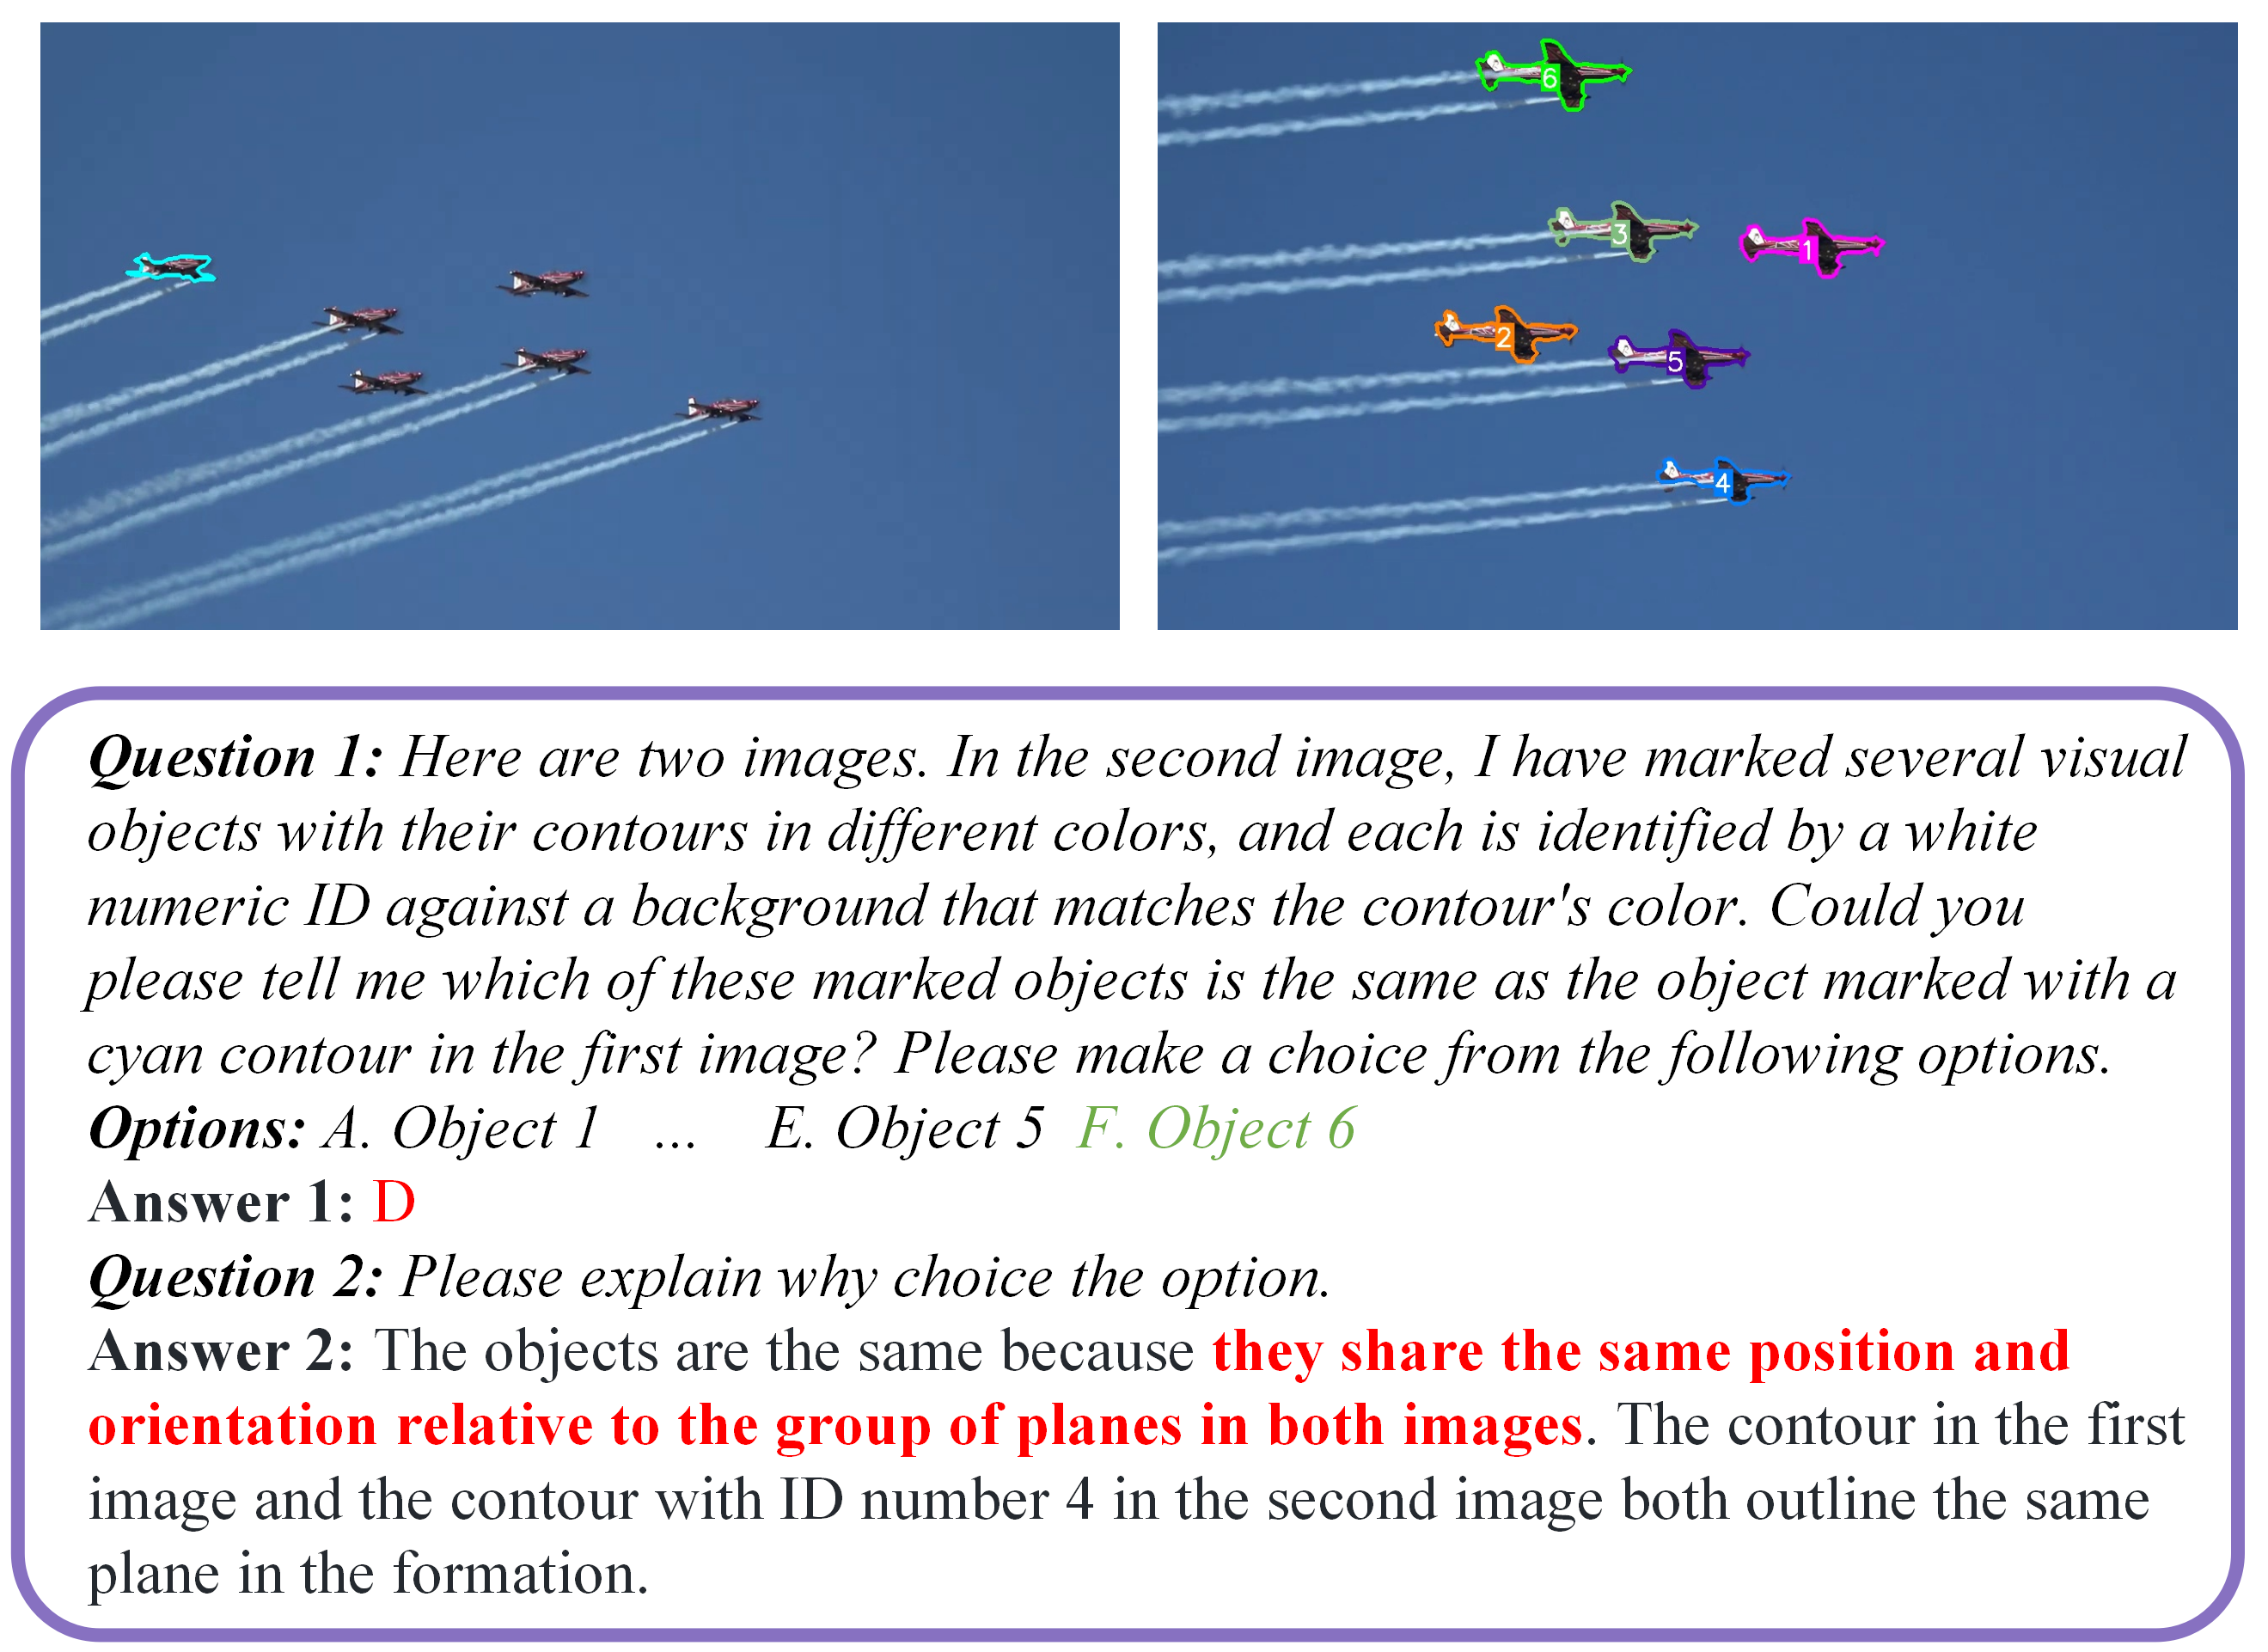 6
3
1
2
5
4
Question 1: Here are two images. In the second image, I have marked several visual
objects with their contours in different colors, and each is identified by a white
numeric ID against a background that matches the contour's color. Could you
please tell me which of these marked objects is the same as the object marked with a
cyan contour in the first image? Please make a choice from the following options.
Options: A. Object 1 ... E. Object 5 F. Object 6
Answer 1: D
Question 2: Please explain why choice the option.
Answer 2: The objects are the same because they share the same position and
orientation relative to the group of planes in both images. The contour in the first
image and the contour with ID number 4 in the second image both outline the same
plane in the formation.